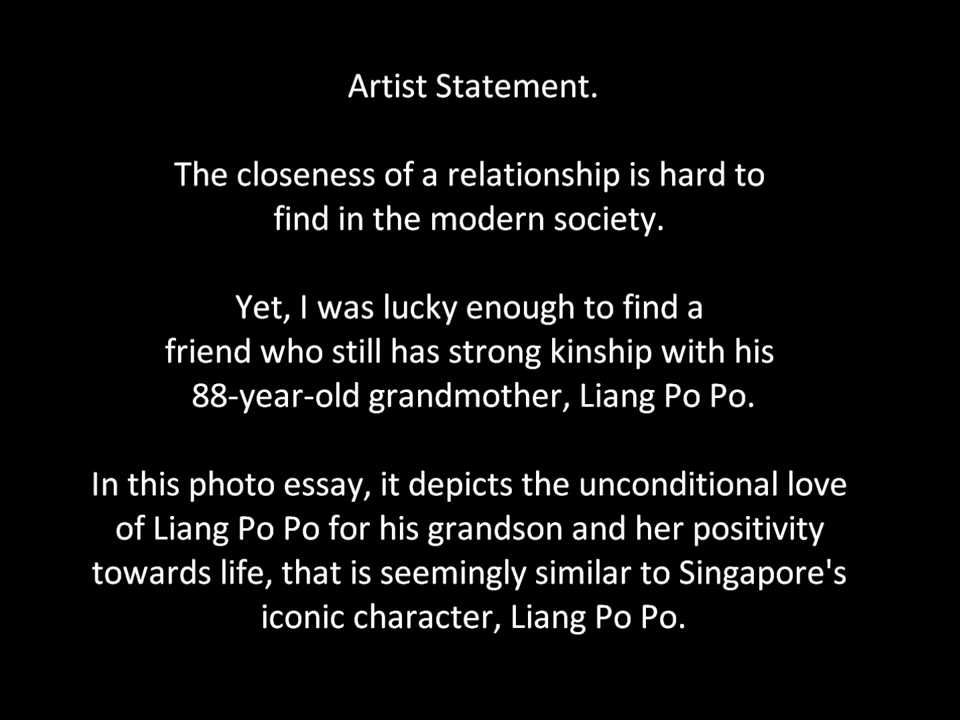 Artist Statement.
The closeness of a relationship is hard to
find in the modern society.
Yet, I was lucky enough to find a
friend who still has strong kinship with his
88-year-old grandmother, Liang Po Po.
In this photo essay, it depicts the unconditional love
of Liang Po Po for his grandson and her positivity
towards life, that is seemingly similar to Singapore's
iconic character, Liang Po Po.